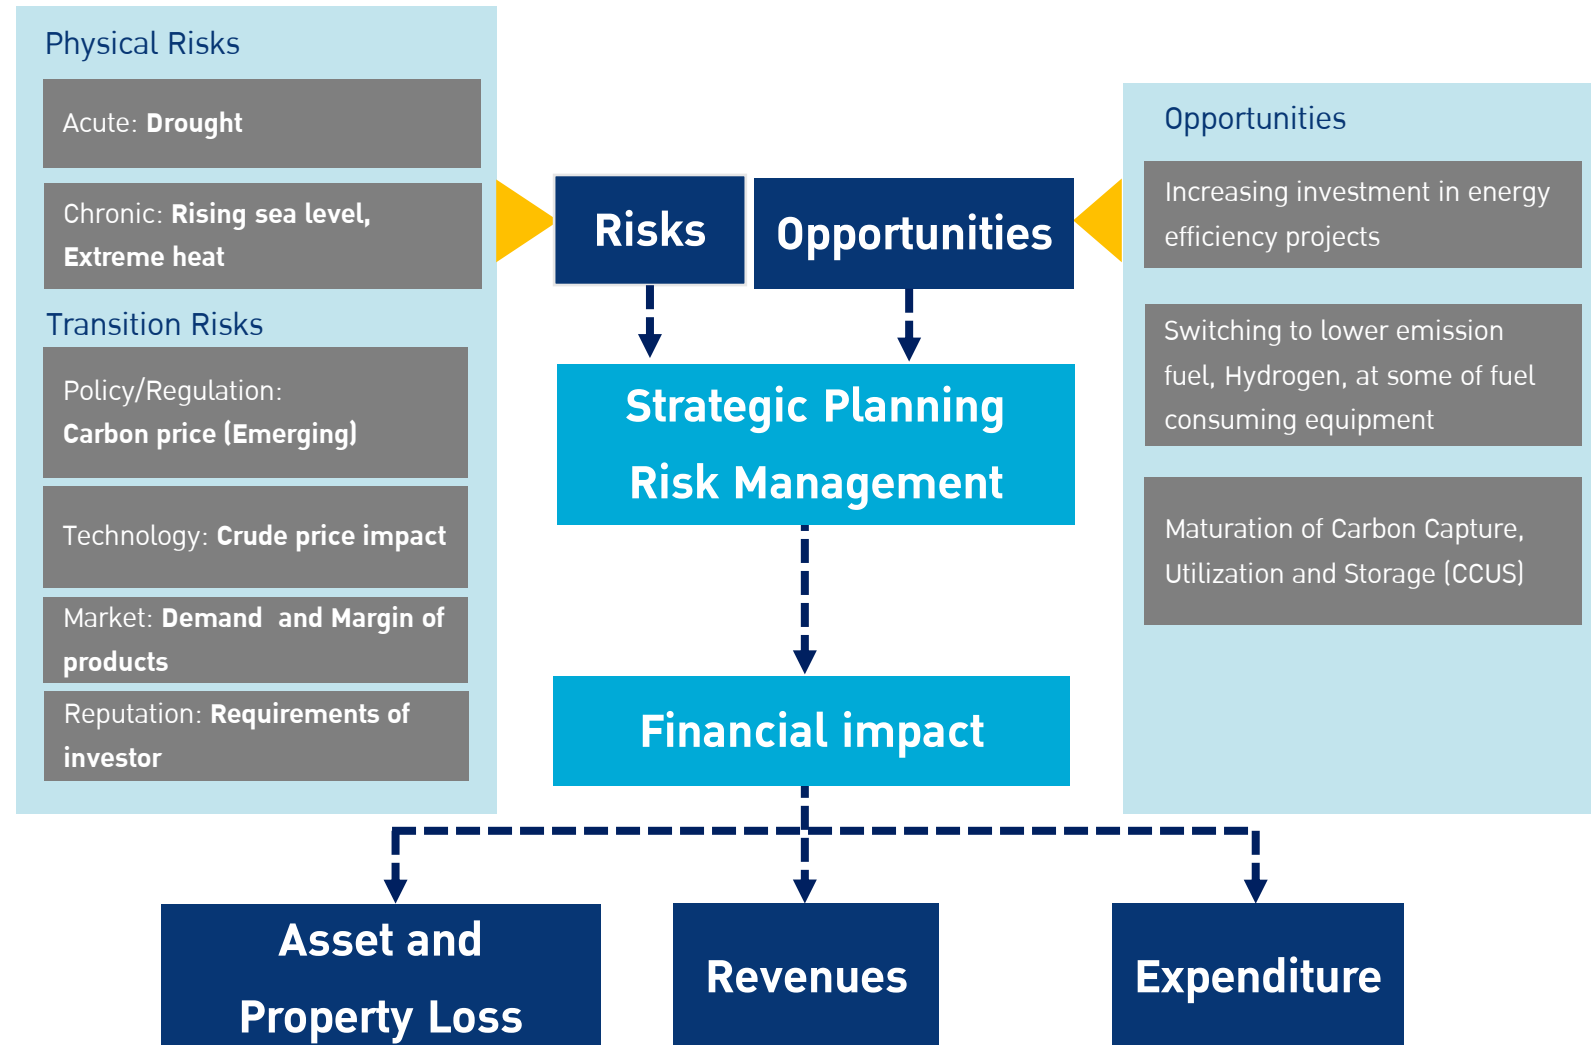 Physical Risks
Acute: Drought
Chronic: Rising sea level,
Extreme heat
Transition Risks
Policy/Regulation:
Carbon price (Emerging)
Technology: Crude price impact
Market: Demand  and Margin of
products
Reputation: Requirements of
investor
Risks
Opportunities
Strategic Planning
Risk Management
Financial impact
Asset and
Property Loss
Revenues
Expenditure
Opportunities
Increasing investment in energy
efficiency projects
Switching to lower emission
fuel, Hydrogen, at some of fuel
consuming equipment
Maturation of Carbon Capture,
Utilization and Storage (CCUS)